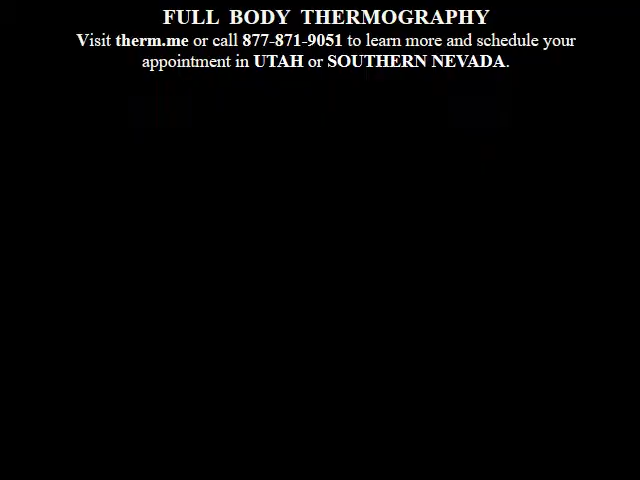 FULL BODY THERMOGRAPHY
Visit therm.me or call 877-871-9051 to learn more and schedule your
appointment in UTAH or SOUTHERN NEVADA.